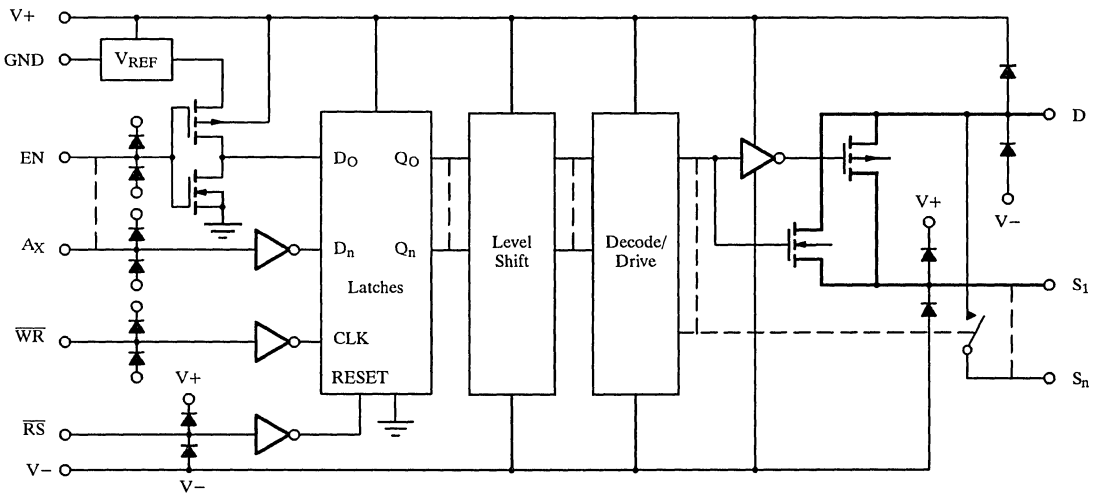 V+
GND
VREF
EN
AX
WR
RS
V−
V+
V−
DO
QO
Dn
Qn
Latches
CLK
RESET
Level
Shift
Decode/
Drive
D
V−
V+
S1
Sn